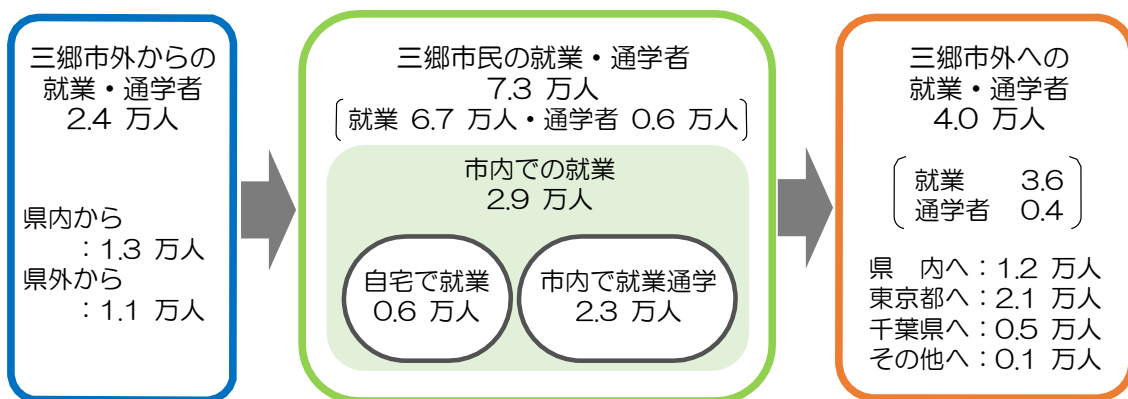 三郷市外からの
就業・通学者
2.4 万人
県内から
：1.3 万人
県外から
：1.1 万人
三郷市民の就業・通学者
7.3 万人
就業 6.7 万人・通学者 0.6 万人
市内での就業
2.9 万人
自宅で就業
0.6 万人
市内で就業通学
2.3 万人
三郷市外への
就業・通学者
4.0 万人
就業　3.6
通学者　0.4
県　内へ：1.2 万人
東京都へ：2.1 万人
千葉県へ：0.5 万人
その他へ：0.1 万人